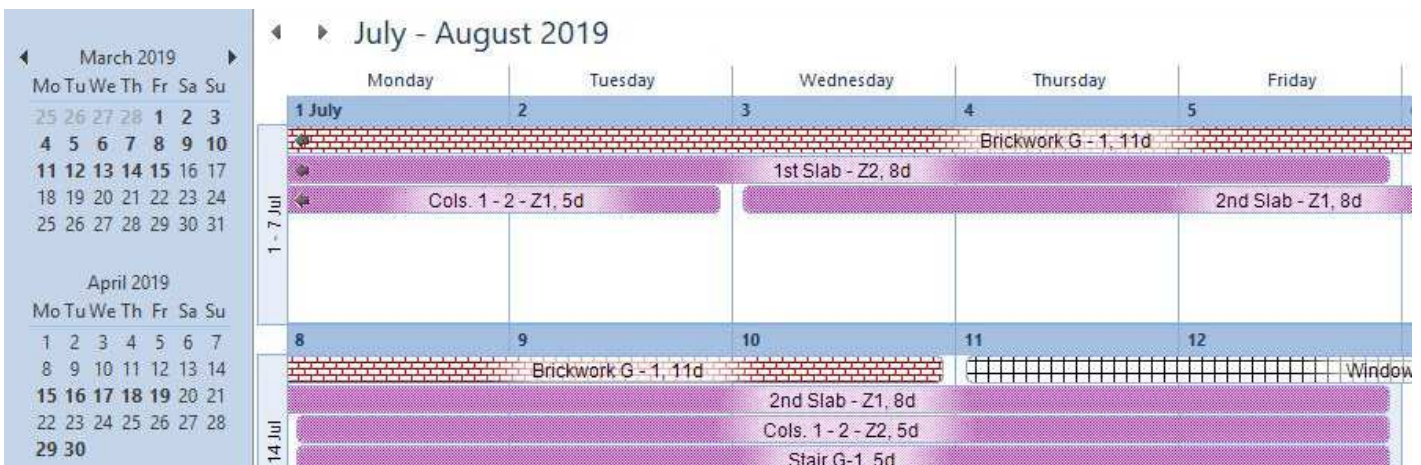 March 2019
Mo Tu We Th Fr Sa Su
25 26 27 28 1 2 3
4 5 6 7 8 9 10
11 12 13 14 15 16 17
18 19 20 21 22 23 24
25 26 27 28 29 30 31
April 2019
Mo Tu We Th Fr Sa Su
1 2 3 4 5 6 7
8 9 10 11 12 13 14
15 16 17 18 19 20 21
22 23 24 25 26 27 28
29 30
July - August 2019
Monday Tuesday Wednesday Thursday Friday
1 July 2 3 4 5
1 - 7 Jul
Brickwork G - 1, 11d
1st Slab - Z2, 8d
Cols. 1 - 2 - Z1, 5d 2nd Slab - Z1, 8d
8 9 10 11 12
14 Jul
Brickwork G - 1, 11d Window
2nd Slab - Z1, 8d
Cols. 1 - 2 - Z2, 5d
Stair G-1, 5d